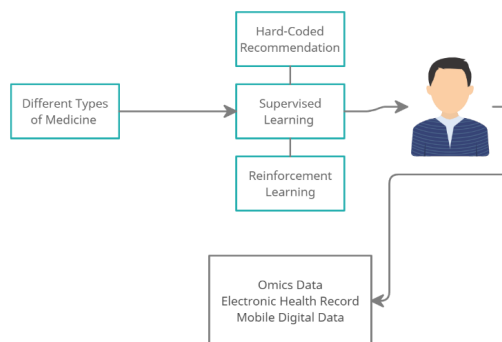 Hard-Coded
Recommendation
Different Types
of Medicine
Supervised
Learning
Reinforcement
Learning
Omics Data
Electronic Health Record
Mobile Digital Data